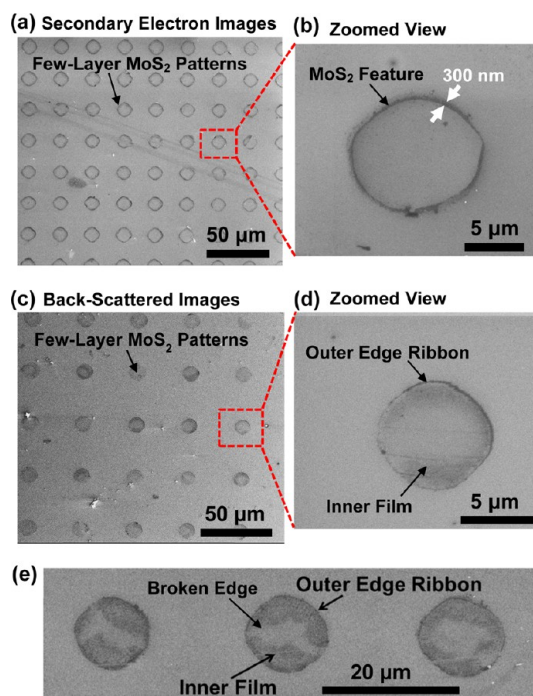 (a) Secondary Electron Images
Few-Layer MoS₂ Patterns
50 µm
(b) Zoomed View
MoS₂ Feature
300 nm
5 µm
(c) Back-Scattered Images
Few-Layer MoS₂ Patterns
50 µm
(d) Zoomed View
Outer Edge Ribbon
Inner Film
5 µm
(e)
Broken Edge
Outer Edge Ribbon
Inner Film
20 µm